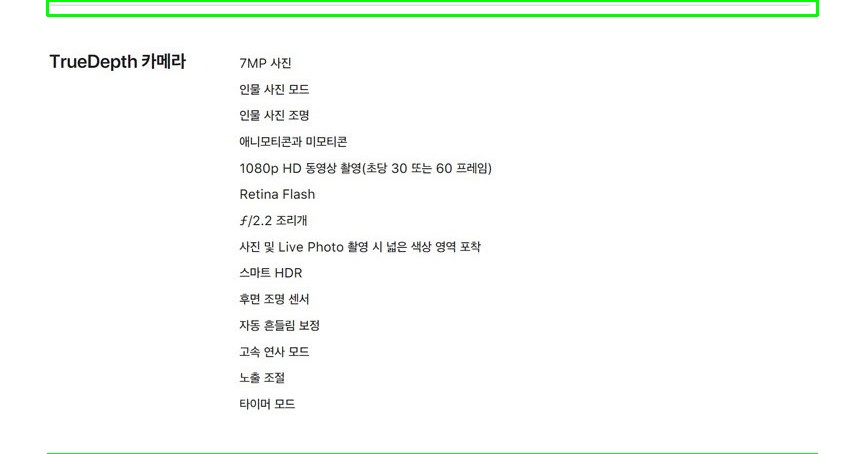 TrueDepth 카메라
7MP 사진
인물 사진 모드
인물 사진 조명
애니모티콘과 미모티콘
1080p HD 동영상 촬영(초당 30 또는 60 프레임)
Retina Flash
ƒ/2.2 조리개
사진 및 Live Photo 촬영 시 넓은 색상 영역 포착
스마트 HDR
후면 조명 센서
자동 흔들림 보정
고속 연사 모드
노출 조절
타이머 모드